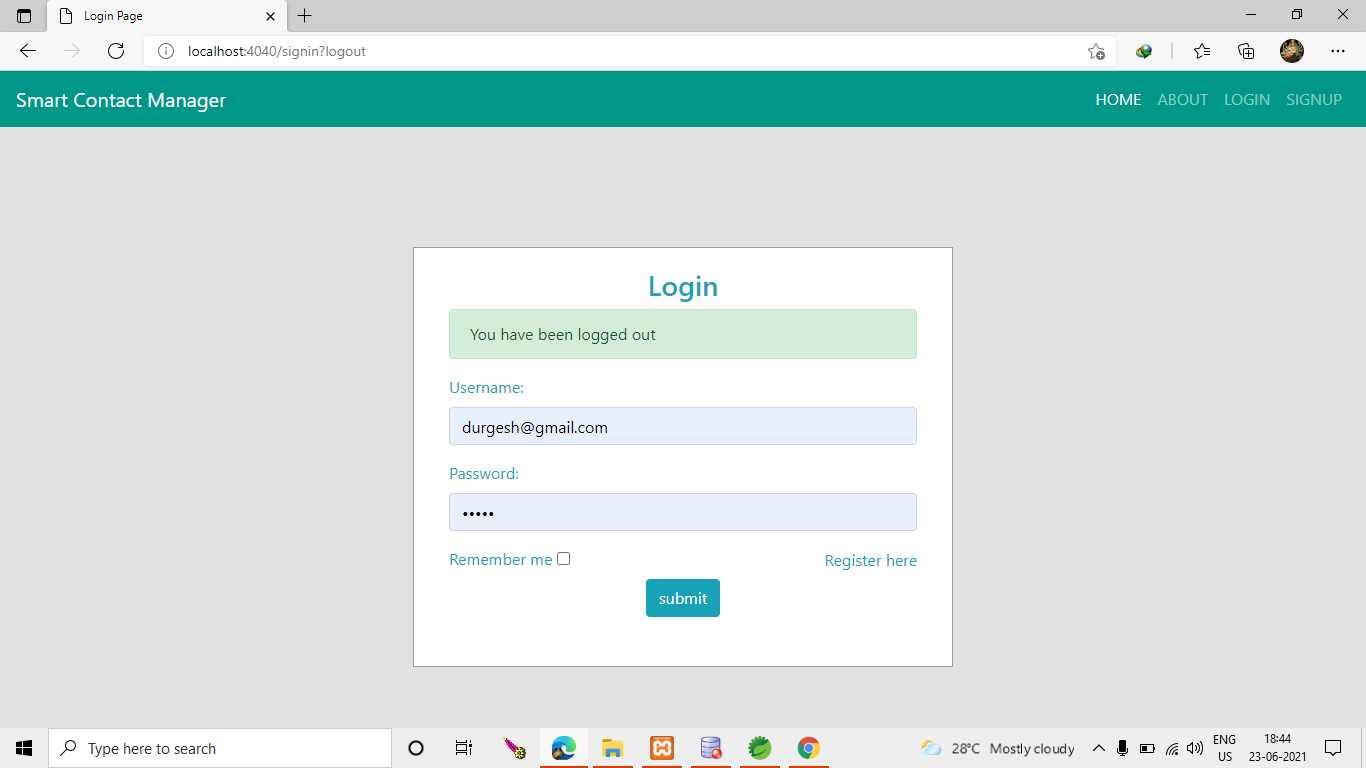 Login Page
localhost:4040/signin?logout
Smart Contact Manager
HOME ABOUT LOGIN SIGNUP
Login
You have been logged out
Username:
durgesh@gmail.com
Password:
•••••
Remember me
Register here
submit
Type here to search
28°C Mostly cloudy
ENG
US
18:44
23-06-2021